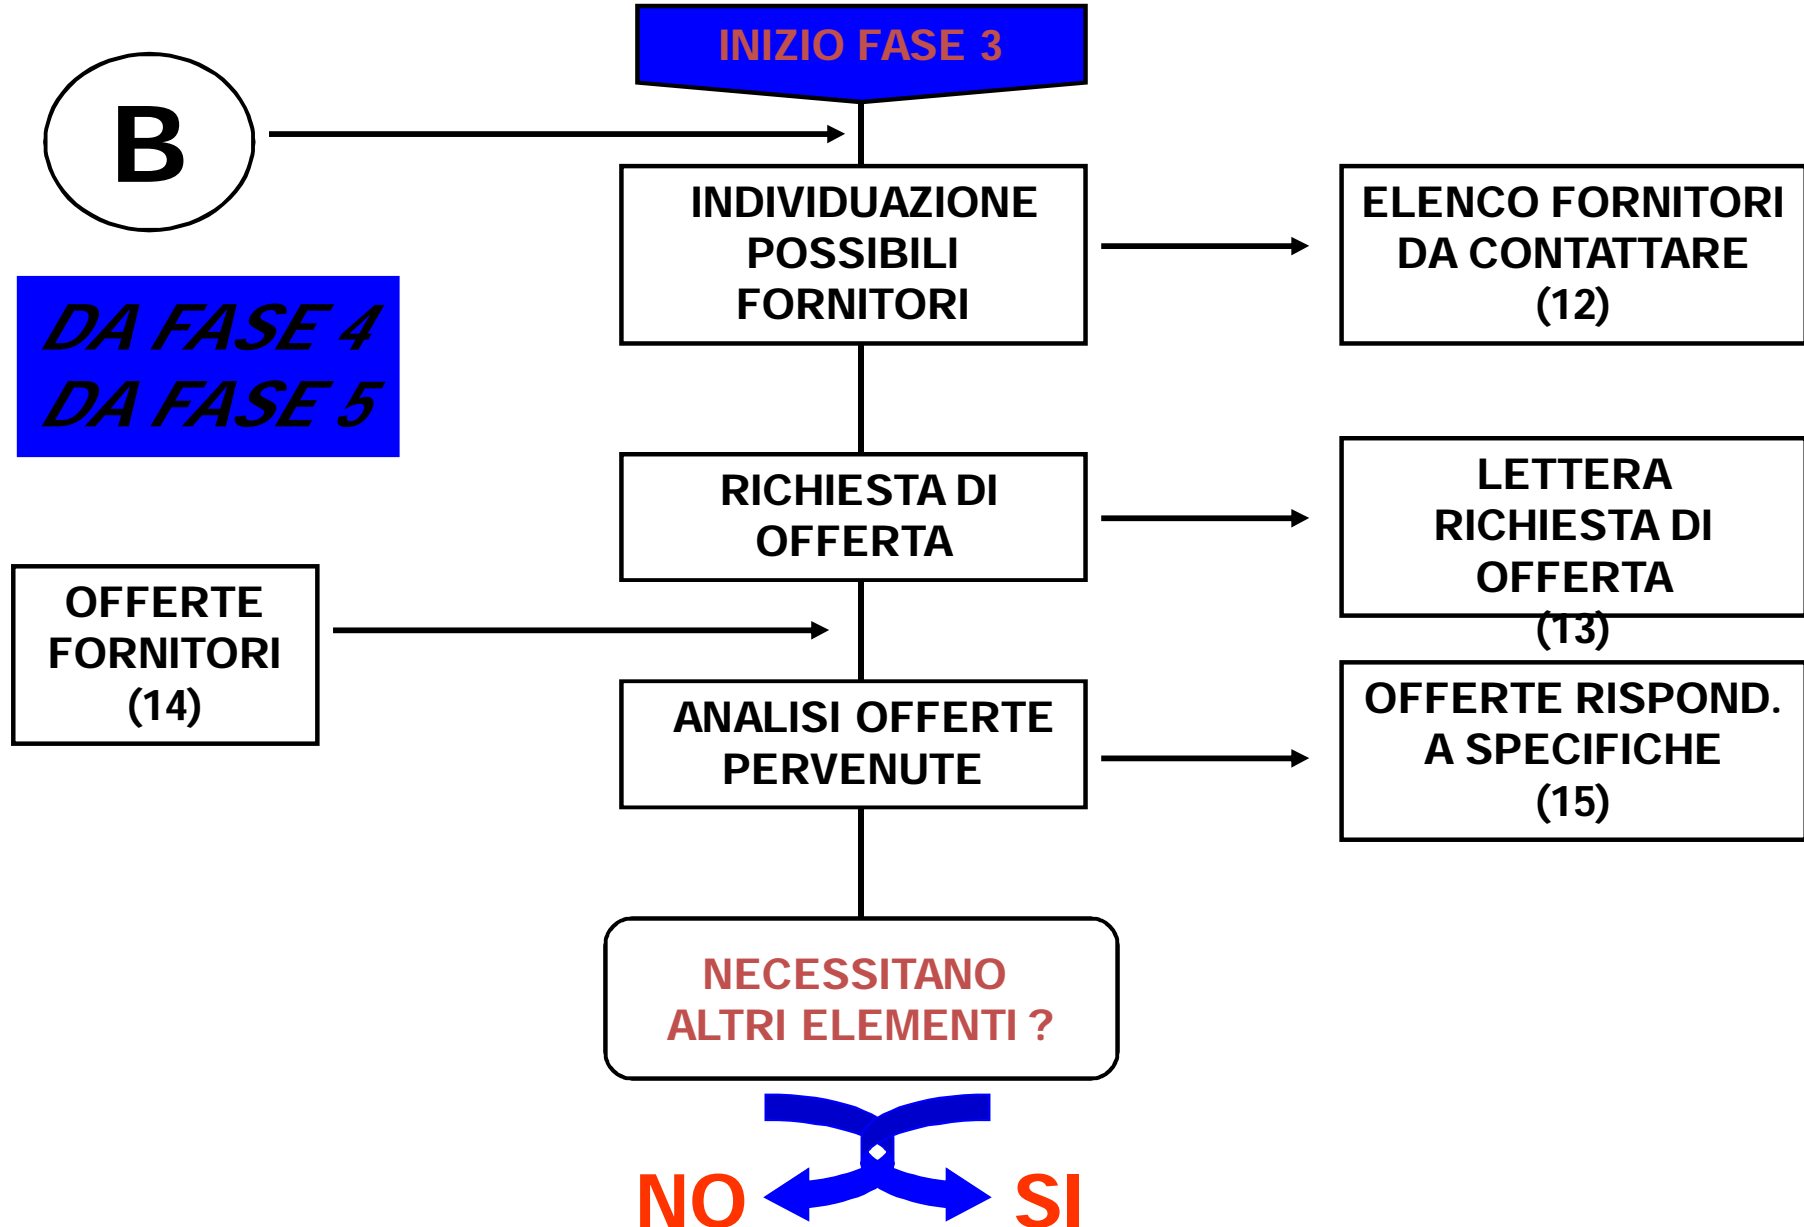 INIZIO FASE 3
B
INDIVIDUAZIONE
POSSIBILI
FORNITORI
ELENCO FORNITORI
DA CONTATTARE
(12)
DA FASE 4
DA FASE 5
RICHIESTA DI
OFFERTA
LETTERA
RICHIESTA DI
OFFERTA
(13)
OFFERTE
FORNITORI
(14)
ANALISI OFFERTE
PERVENUTE
OFFERTE RISPOND.
A SPECIFICHE
(15)
NECESSITANO
ALTRI ELEMENTI ?
NO
SI